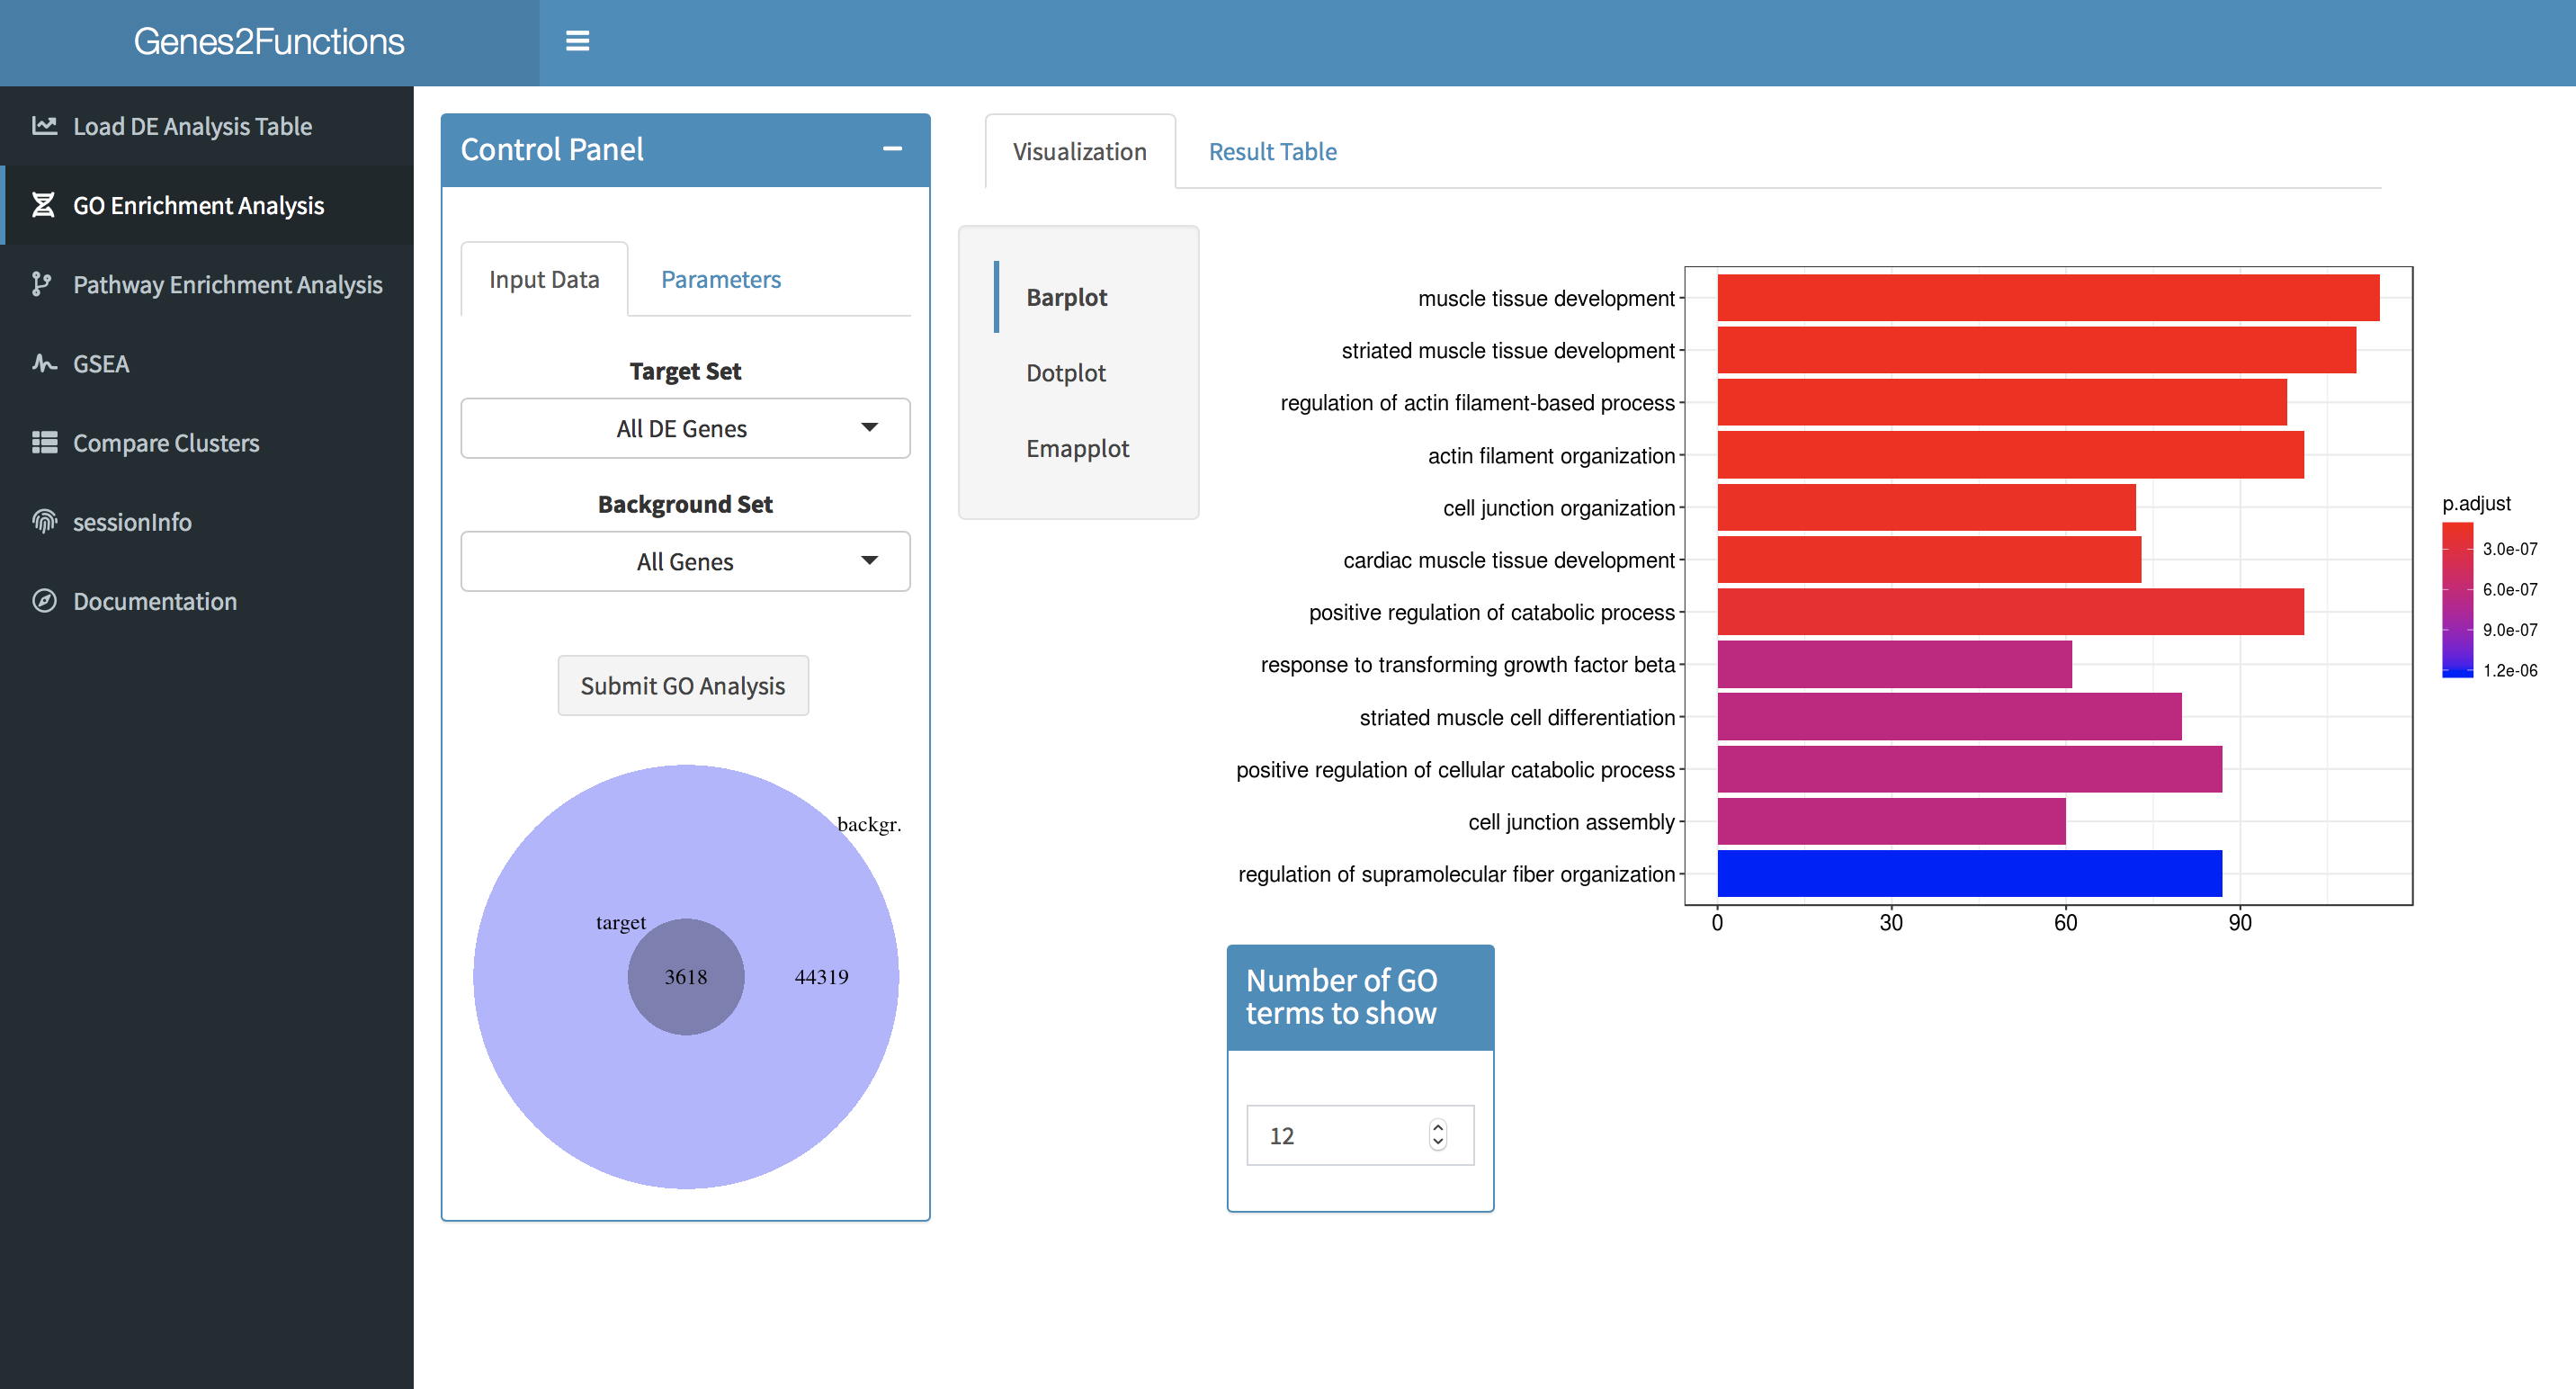 Genes2Functions
Load DE Analysis Table
GO Enrichment Analysis
Pathway Enrichment Analysis
GSEA
Compare Clusters
sessionInfo
Documentation
Control Panel
Input Data
Parameters
Target Set
All DE Genes
Background Set
All Genes
Submit GO Analysis
backgr.
target
3618
44319
Visualization
Result Table
Barplot
Dotplot
Emapplot
muscle tissue development
striated muscle tissue development
regulation of actin filament-based process
actin filament organization
cell junction organization
cardiac muscle tissue development
positive regulation of catabolic process
response to transforming growth factor beta
striated muscle cell differentiation
positive regulation of cellular catabolic process
cell junction assembly
regulation of supramolecular fiber organization
0 30 60 90
p.adjust
3.0e-07
6.0e-07
9.0e-07
1.2e-06
Number of GO
terms to show
12